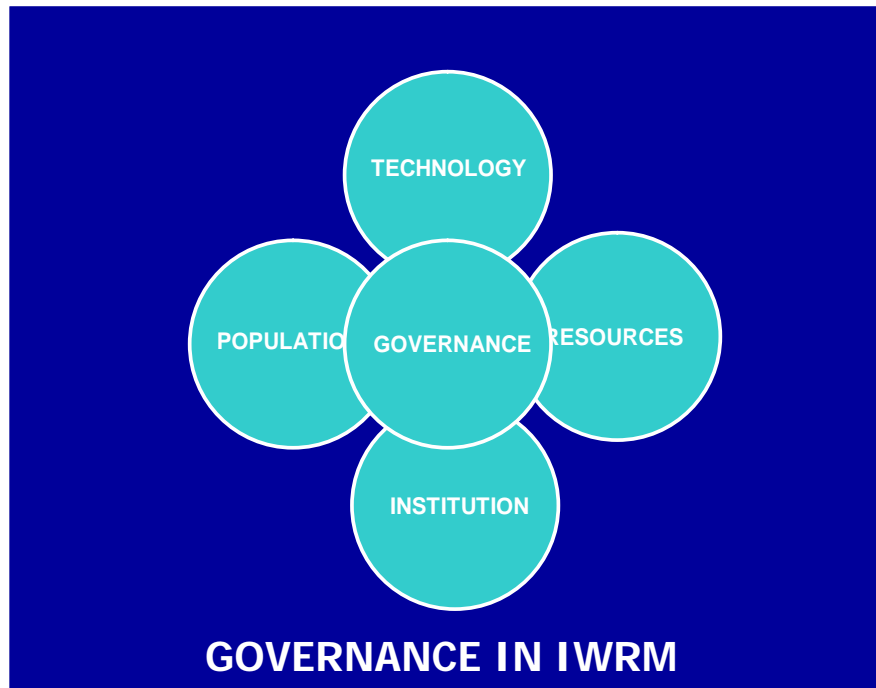 TECHNOLOGY
POPULATIO
GOVERNANCE
RESOURCES
INSTITUTION
GOVERNANCE IN IWRM